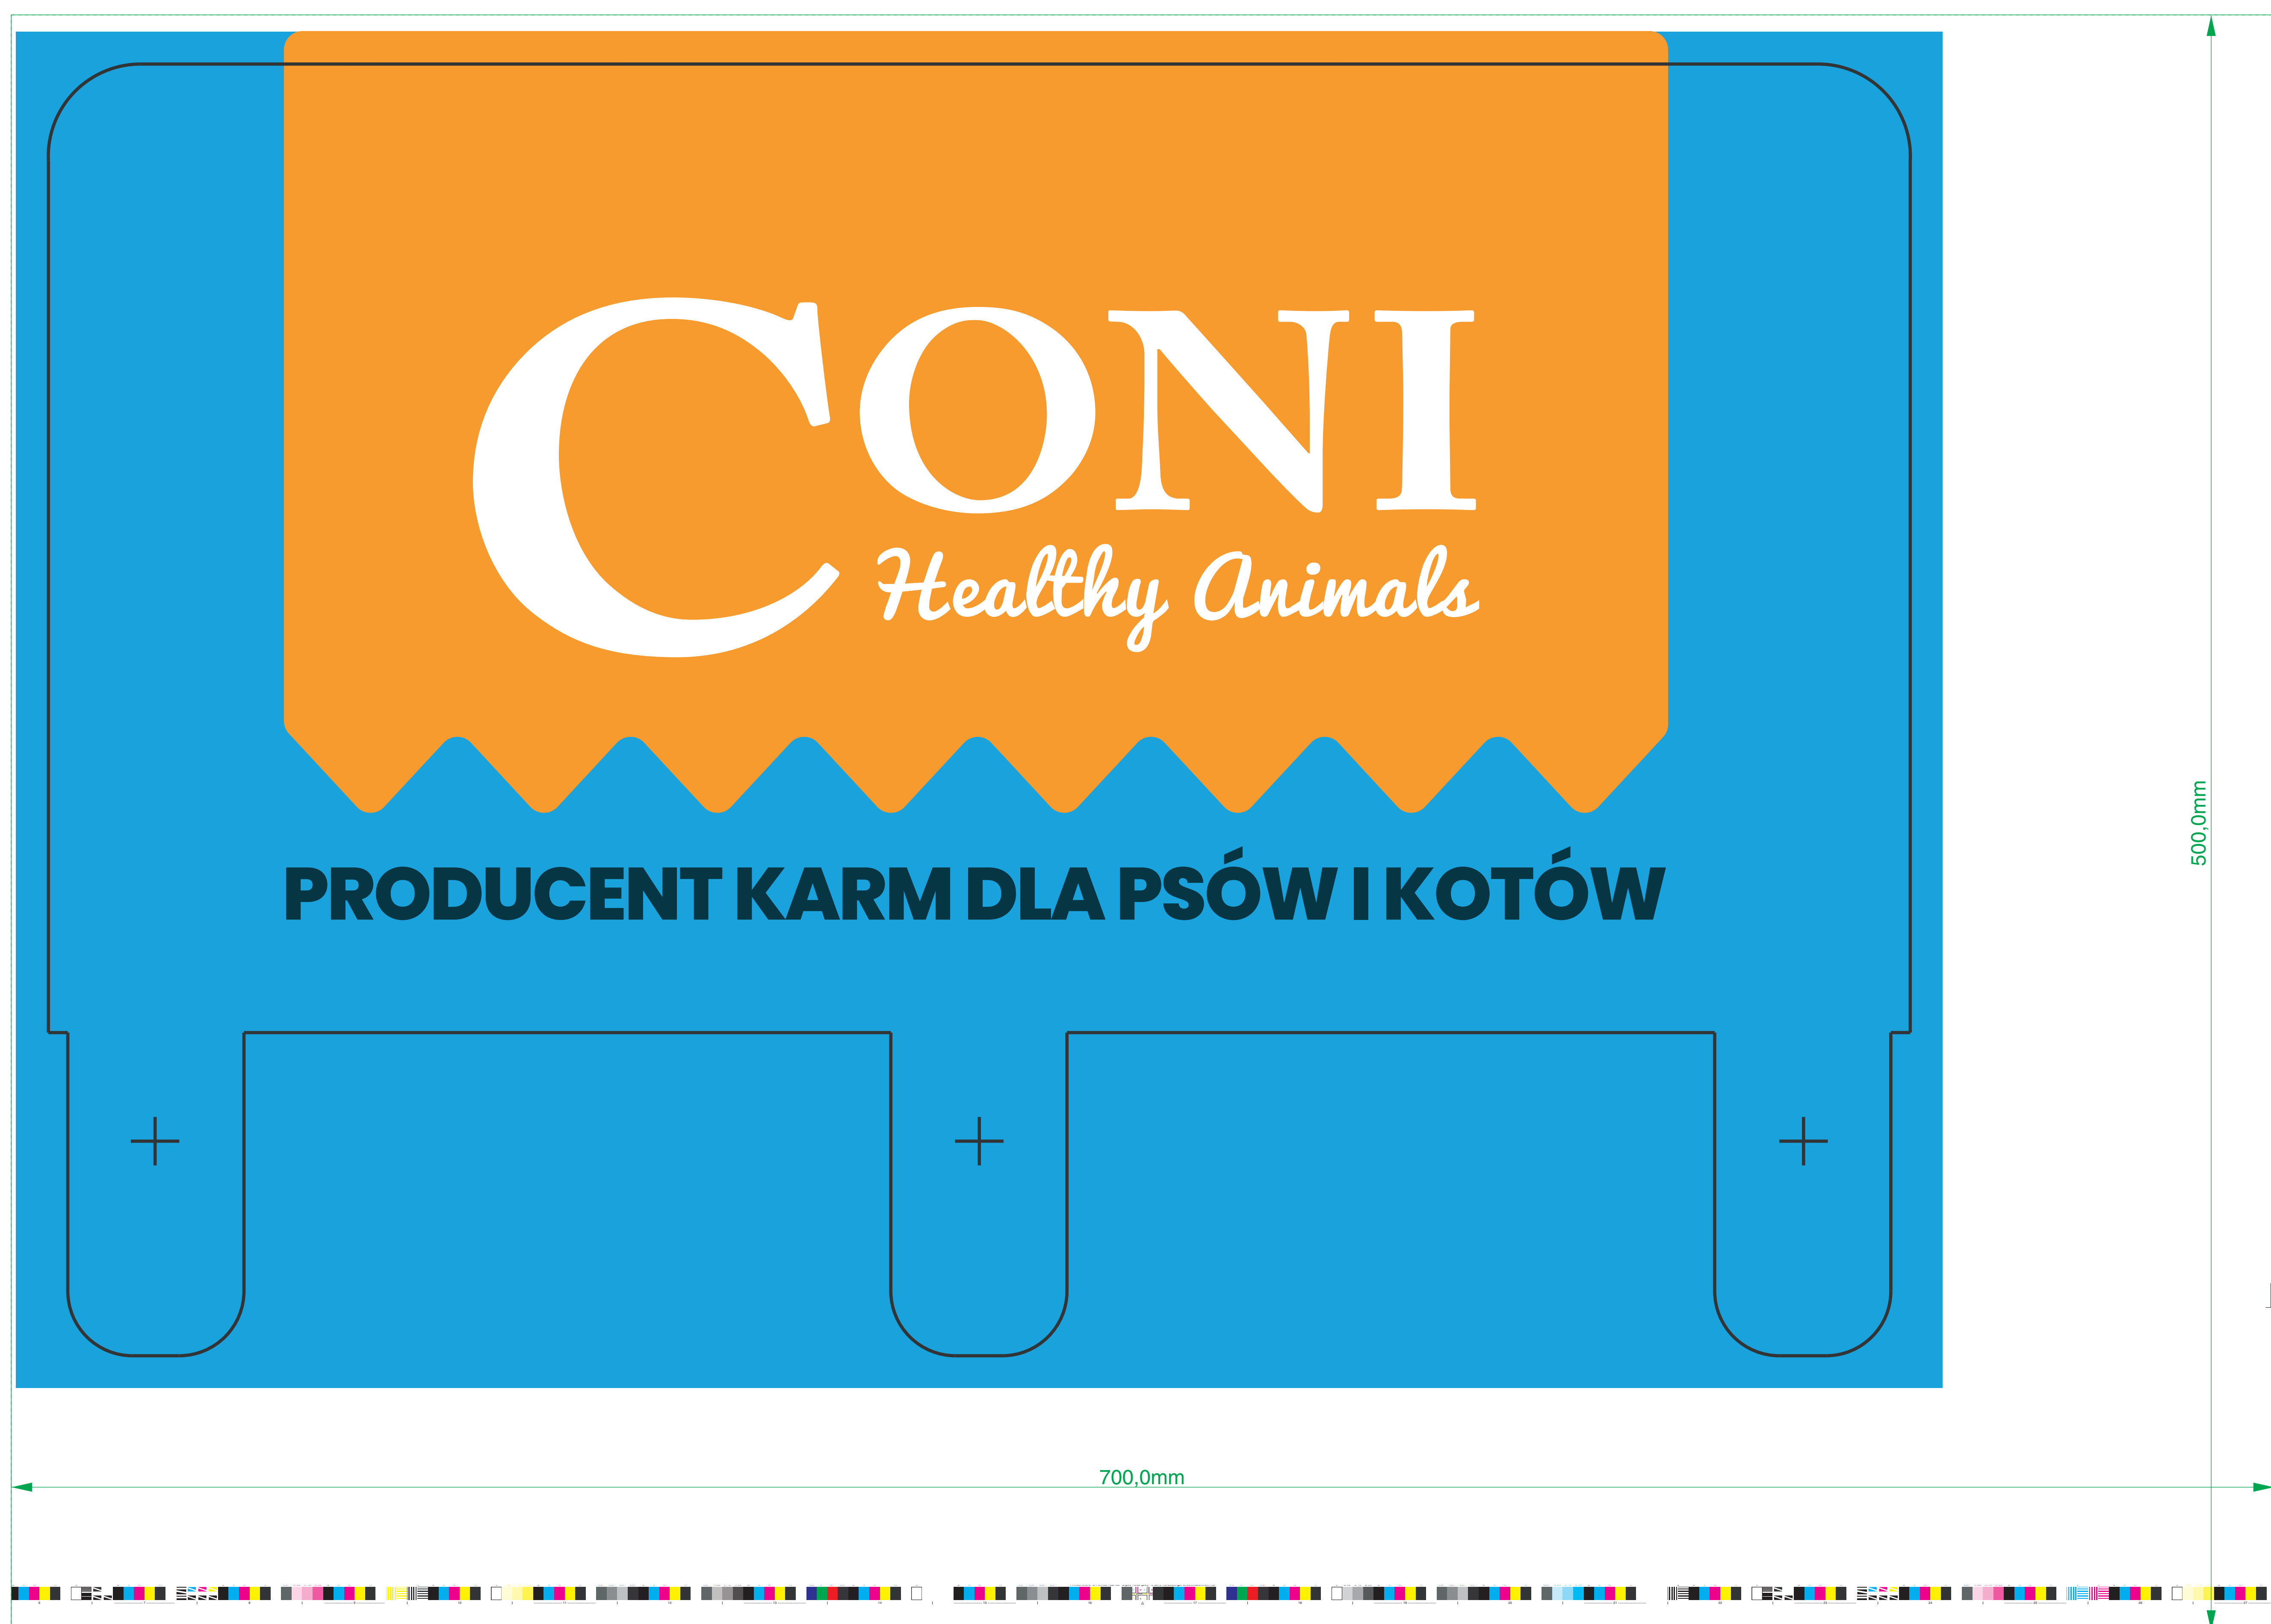 CONI
Healthy Animals
PRODUCENT KARM DLA PSÓW I KOTÓW
500,0mm
700,0mm